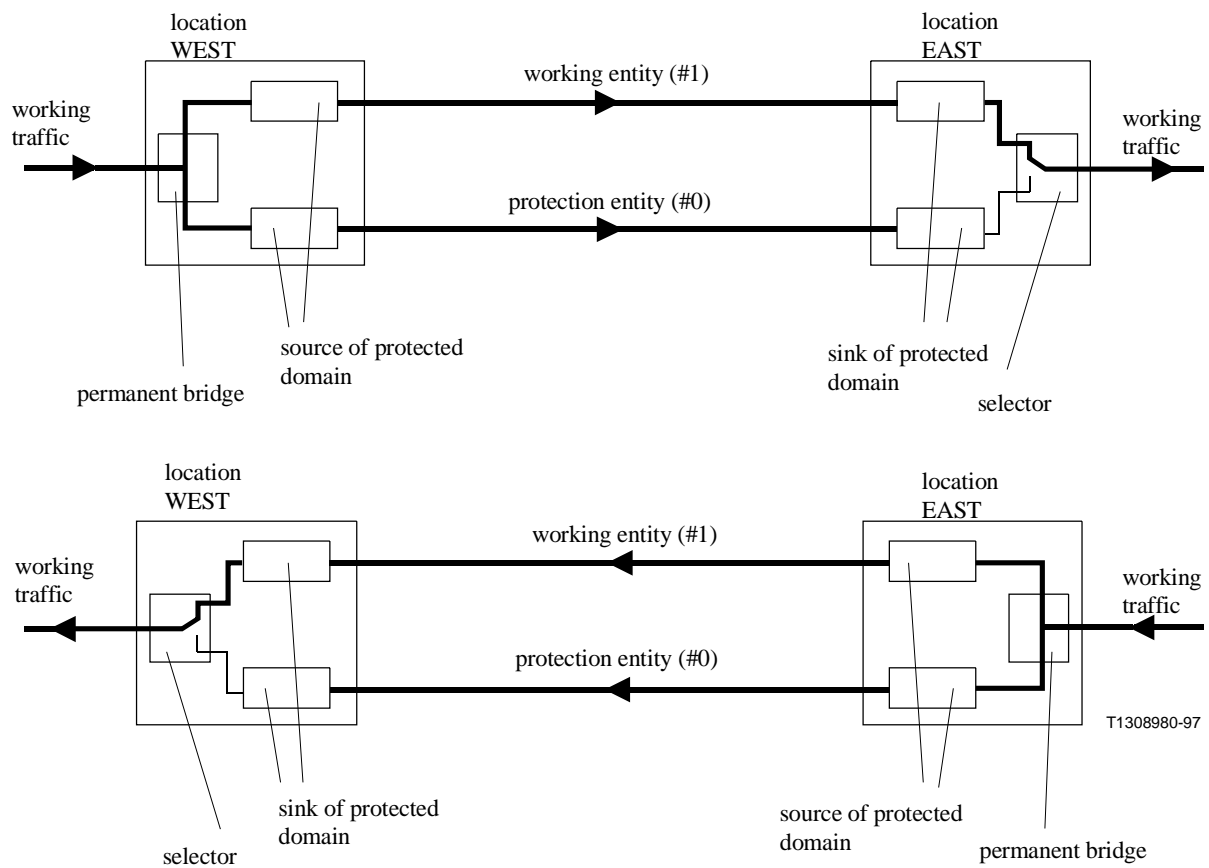 location
WEST
location
EAST
working entity (#1)
working
traffic
working
traffic
protection entity (#0)
source of protected
domain
sink of protected
domain
permanent bridge
selector
location
WEST
location
EAST
working entity (#1)
working
traffic
working
traffic
protection entity (#0)
T1308980-97
sink of protected
domain
source of protected
domain
selector
permanent bridge